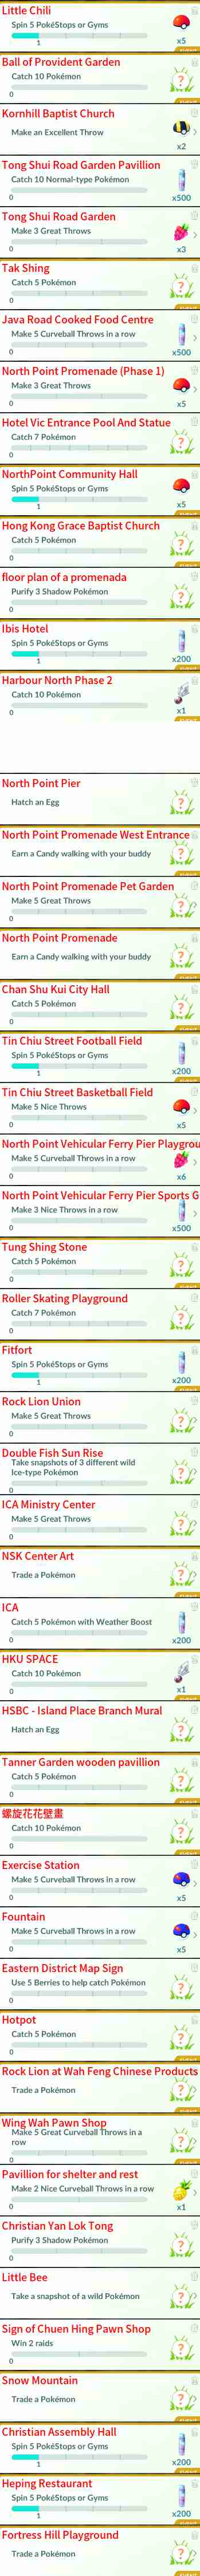 Little Chili
Spin 5 PokéStops or Gyms
1
x5
Ball of Provident Garden
Catch 10 Pokémon
0
Kornhill Baptist Church
Make an Excellent Throw
x2
Tong Shui Road Garden Pavillion
Catch 10 Normal-type Pokémon
0
x500
Tong Shui Road Garden
Make 3 Great Throws
0
x3
Tak Shing
Catch 5 Pokémon
0
Java Road Cooked Food Centre
Make 5 Curveball Throws in a row
0
x500
North Point Promenade (Phase 1)
Make 3 Great Throws
0
x5
Hotel Vic Entrance Pool And Statue
Catch 7 Pokémon
0
NorthPoint Community Hall
Spin 5 PokéStops or Gyms
1
x5
Hong Kong Grace Baptist Church
Catch 5 Pokémon
0
floor plan of a promenada
Purify 3 Shadow Pokémon
0
Ibis Hotel
Spin 5 PokéStops or Gyms
1
x200
Harbour North Phase 2
Catch 10 Pokémon
0
x1
North Point Pier
Hatch an Egg
North Point Promenade West Entrance
Earn a Candy walking with your buddy
North Point Promenade Pet Garden
Make 5 Great Throws
0
North Point Promenade
Earn a Candy walking with your buddy
Chan Shu Kui City Hall
Catch 5 Pokémon
0
Tin Chiu Street Football Field
Spin 5 PokéStops or Gyms
1
x200
Tin Chiu Street Basketball Field
Make 5 Nice Throws
0
x5
North Point Vehicular Ferry Pier Playgrou
Make 5 Curveball Throws in a row
0
x6
North Point Vehicular Ferry Pier Sports G
Make 3 Nice Throws in a row
0
x500
Tung Shing Stone
Catch 5 Pokémon
0
Roller Skating Playground
Catch 7 Pokémon
0
Fitfort
Spin 5 PokéStops or Gyms
1
x200
Rock Lion Union
Make 5 Great Throws
0
Double Fish Sun Rise
Take snapshots of 3 different wild
Ice-type Pokémon
0
ICA Ministry Center
Make 5 Great Throws
0
NSK Center Art
Trade a Pokémon
ICA
Catch 5 Pokémon with Weather Boost
0
x200
HKU SPACE
Catch 10 Pokémon
0
x1
HSBC - Island Place Branch Mural
Hatch an Egg
Tanner Garden wooden pavillion
Catch 5 Pokémon
0
螺旋花花壁畫
Catch 10 Pokémon
0
Exercise Station
Make 5 Curveball Throws in a row
0
x5
Fountain
Make 5 Curveball Throws in a row
0
x5
Eastern District Map Sign
Use 5 Berries to help catch Pokémon
0
Hotpot
Catch 5 Pokémon
0
Rock Lion at Wah Feng Chinese Products
Trade a Pokémon
Wing Wah Pawn Shop
Make 5 Great Curveball Throws in a
row
0
Pavillion for shelter and rest
Make 2 Nice Curveball Throws in a row
0
x1
Christian Yan Lok Tong
Purify 3 Shadow Pokémon
0
Little Bee
Take a snapshot of a wild Pokémon
Sign of Chuen Hing Pawn Shop
Win 2 raids
0
Snow Mountain
Trade a Pokémon
Christian Assembly Hall
Spin 5 PokéStops or Gyms
1
x200
Heping Restaurant
Spin 5 PokéStops or Gyms
1
x200
Fortress Hill Playground
Trade a Pokémon